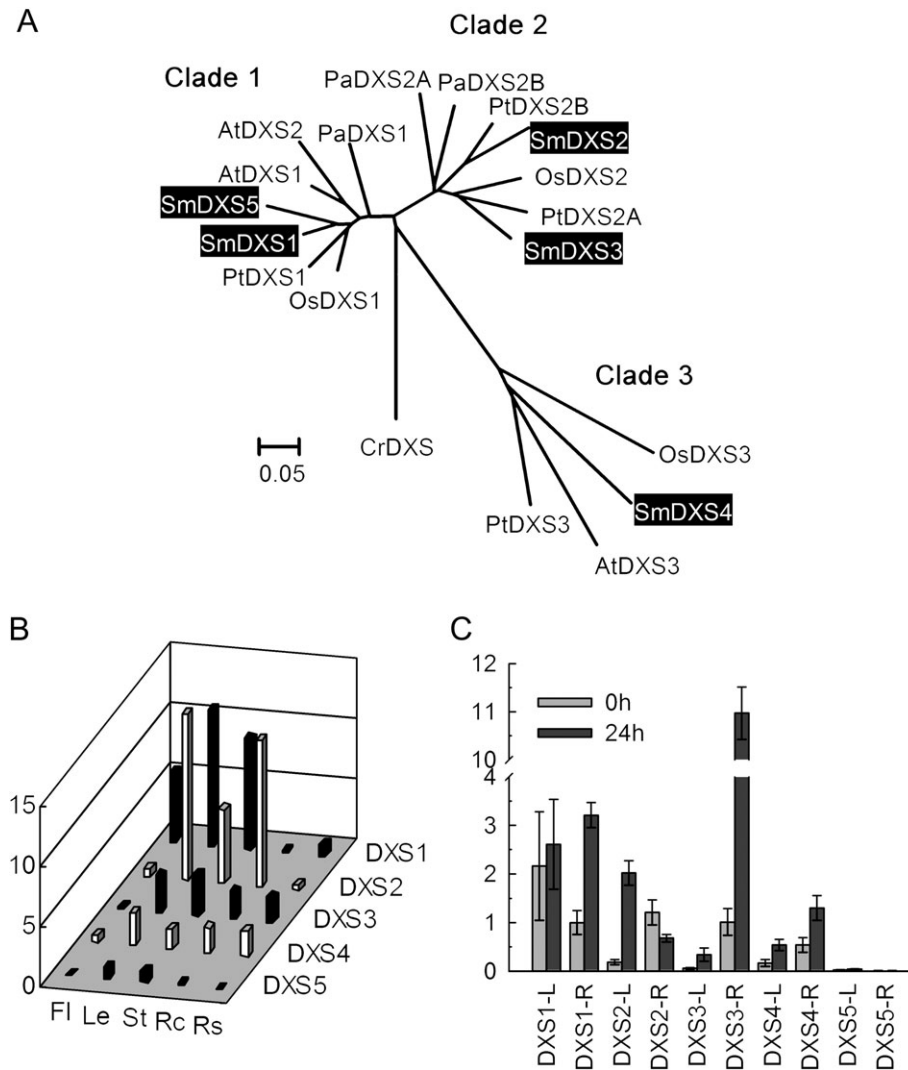 A
Clade 2
Clade 1
PaDXS2A
PaDXS2B
PtDXS2B
AtDXS2
PaDXS1
SmDXS2
AtDXS1
OsDXS2
SmDXS5
PtDXS2A
SmDXS1
SmDXS3
PtDXS1
OsDXS1
Clade 3
CrDXS
OsDXS3
0.05
SmDXS4
PtDXS3
AtDXS3
B
15
10
5
0
DXS1
DXS2
DXS3
DXS4
DXS5
Fl Le St Rc Rs
C
12
11
10
4
3
2
1
0
0h
24h
DXS1-L
DXS1-R
DXS2-L
DXS2-R
DXS3-L
DXS3-R
DXS4-L
DXS4-R
DXS5-L
DXS5-R